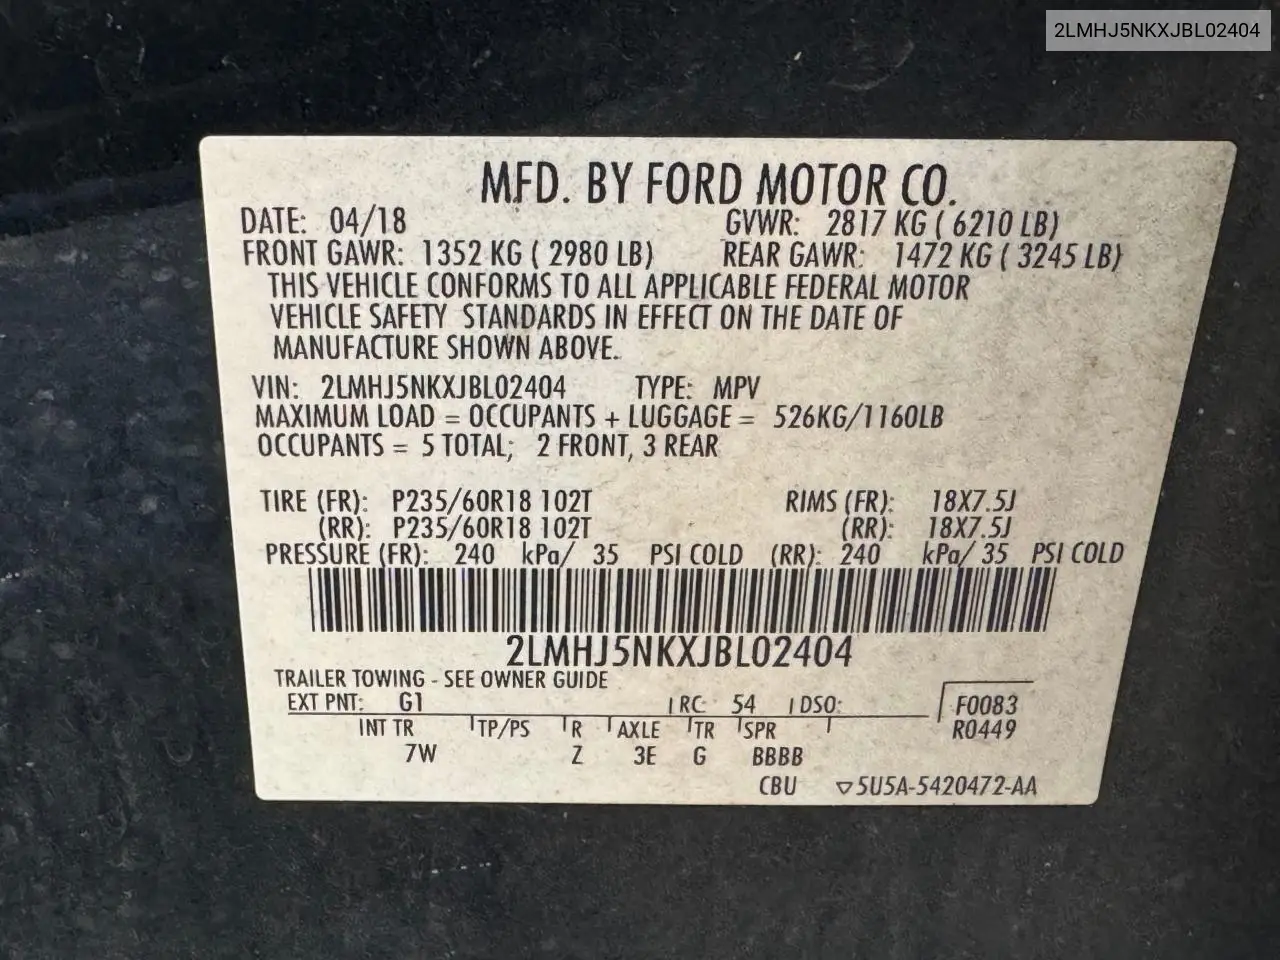 2LMHJ5NKXJBL02404
MFD. BY FORD MOTOR CO.
DATE: 04/18 GVWR: 2817 KG ( 6210 LB)
FRONT GAWR: 1352 KG ( 2980 LB) REAR GAWR: 1472 KG ( 3245 LB)
THIS VEHICLE CONFORMS TO ALL APPLICABLE FEDERAL MOTOR
VEHICLE SAFETY STANDARDS IN EFFECT ON THE DATE OF
MANUFACTURE SHOWN ABOVE.
VIN: 2LMHJ5NKXJBL02404 TYPE: MPV
MAXIMUM LOAD = OCCUPANTS + LUGGAGE = 526KG/1160LB
OCCUPANTS = 5 TOTAL; 2 FRONT, 3 REAR
TIRE (FR): P235/60R18 102T RIMS (FR): 18X7.5J
(RR): P235/60R18 102T (RR): 18X7.5J
PRESSURE (FR): 240 kPa/ 35 PSI COLD (RR): 240 kPa/ 35 PSI COLD
2LMHJ5NKXJBL02404
TRAILER TOWING - SEE OWNER GUIDE
EXT PNT: G1 RC: 54 DSO: F0083
INT TR TP/PS R AXLE TR SPR R0449
7W Z 3E G BBBB
CBU ▽5U5A-5420472-AA